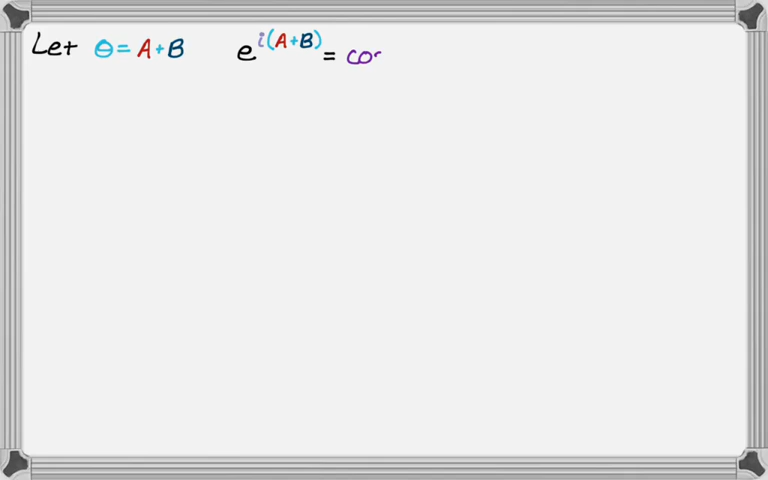 Let θ = A + B e^{i(A+B)} = co